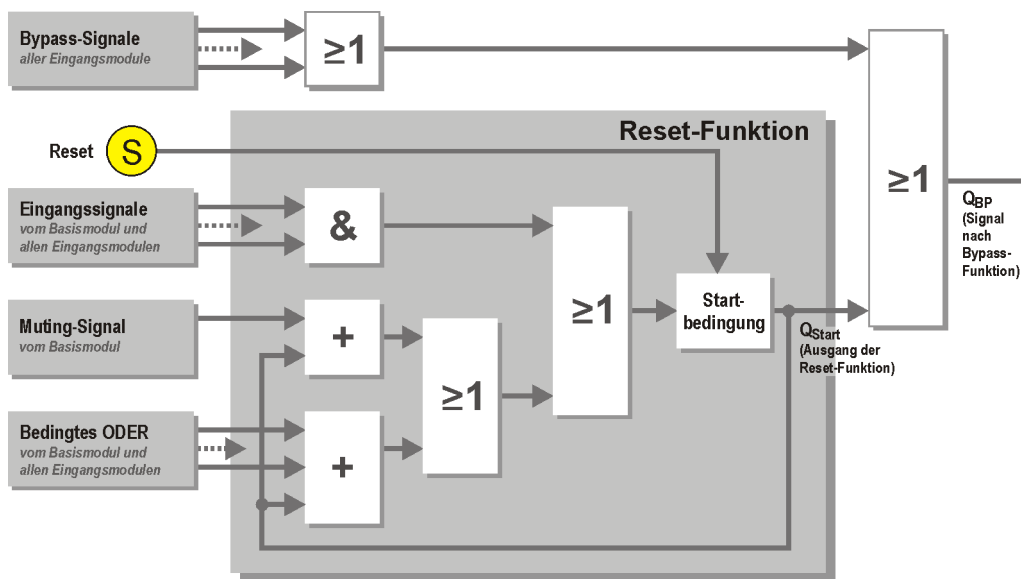 Bypass-Signale
aller Eingangsmodule
≥1
Reset-Funktion
Reset
S
≥1
Eingangssignale
vom Basismodul und
allen Eingangsmodulen
&
QBP
(Signal
nach
Bypass-
Funktion)
≥1
Start-
bedingung
Muting-Signal
vom Basismodul
+
QStart
(Ausgang der
Reset-Funktion)
≥1
Bedingtes ODER
vom Basismodul und
allen Eingangsmodulen
+